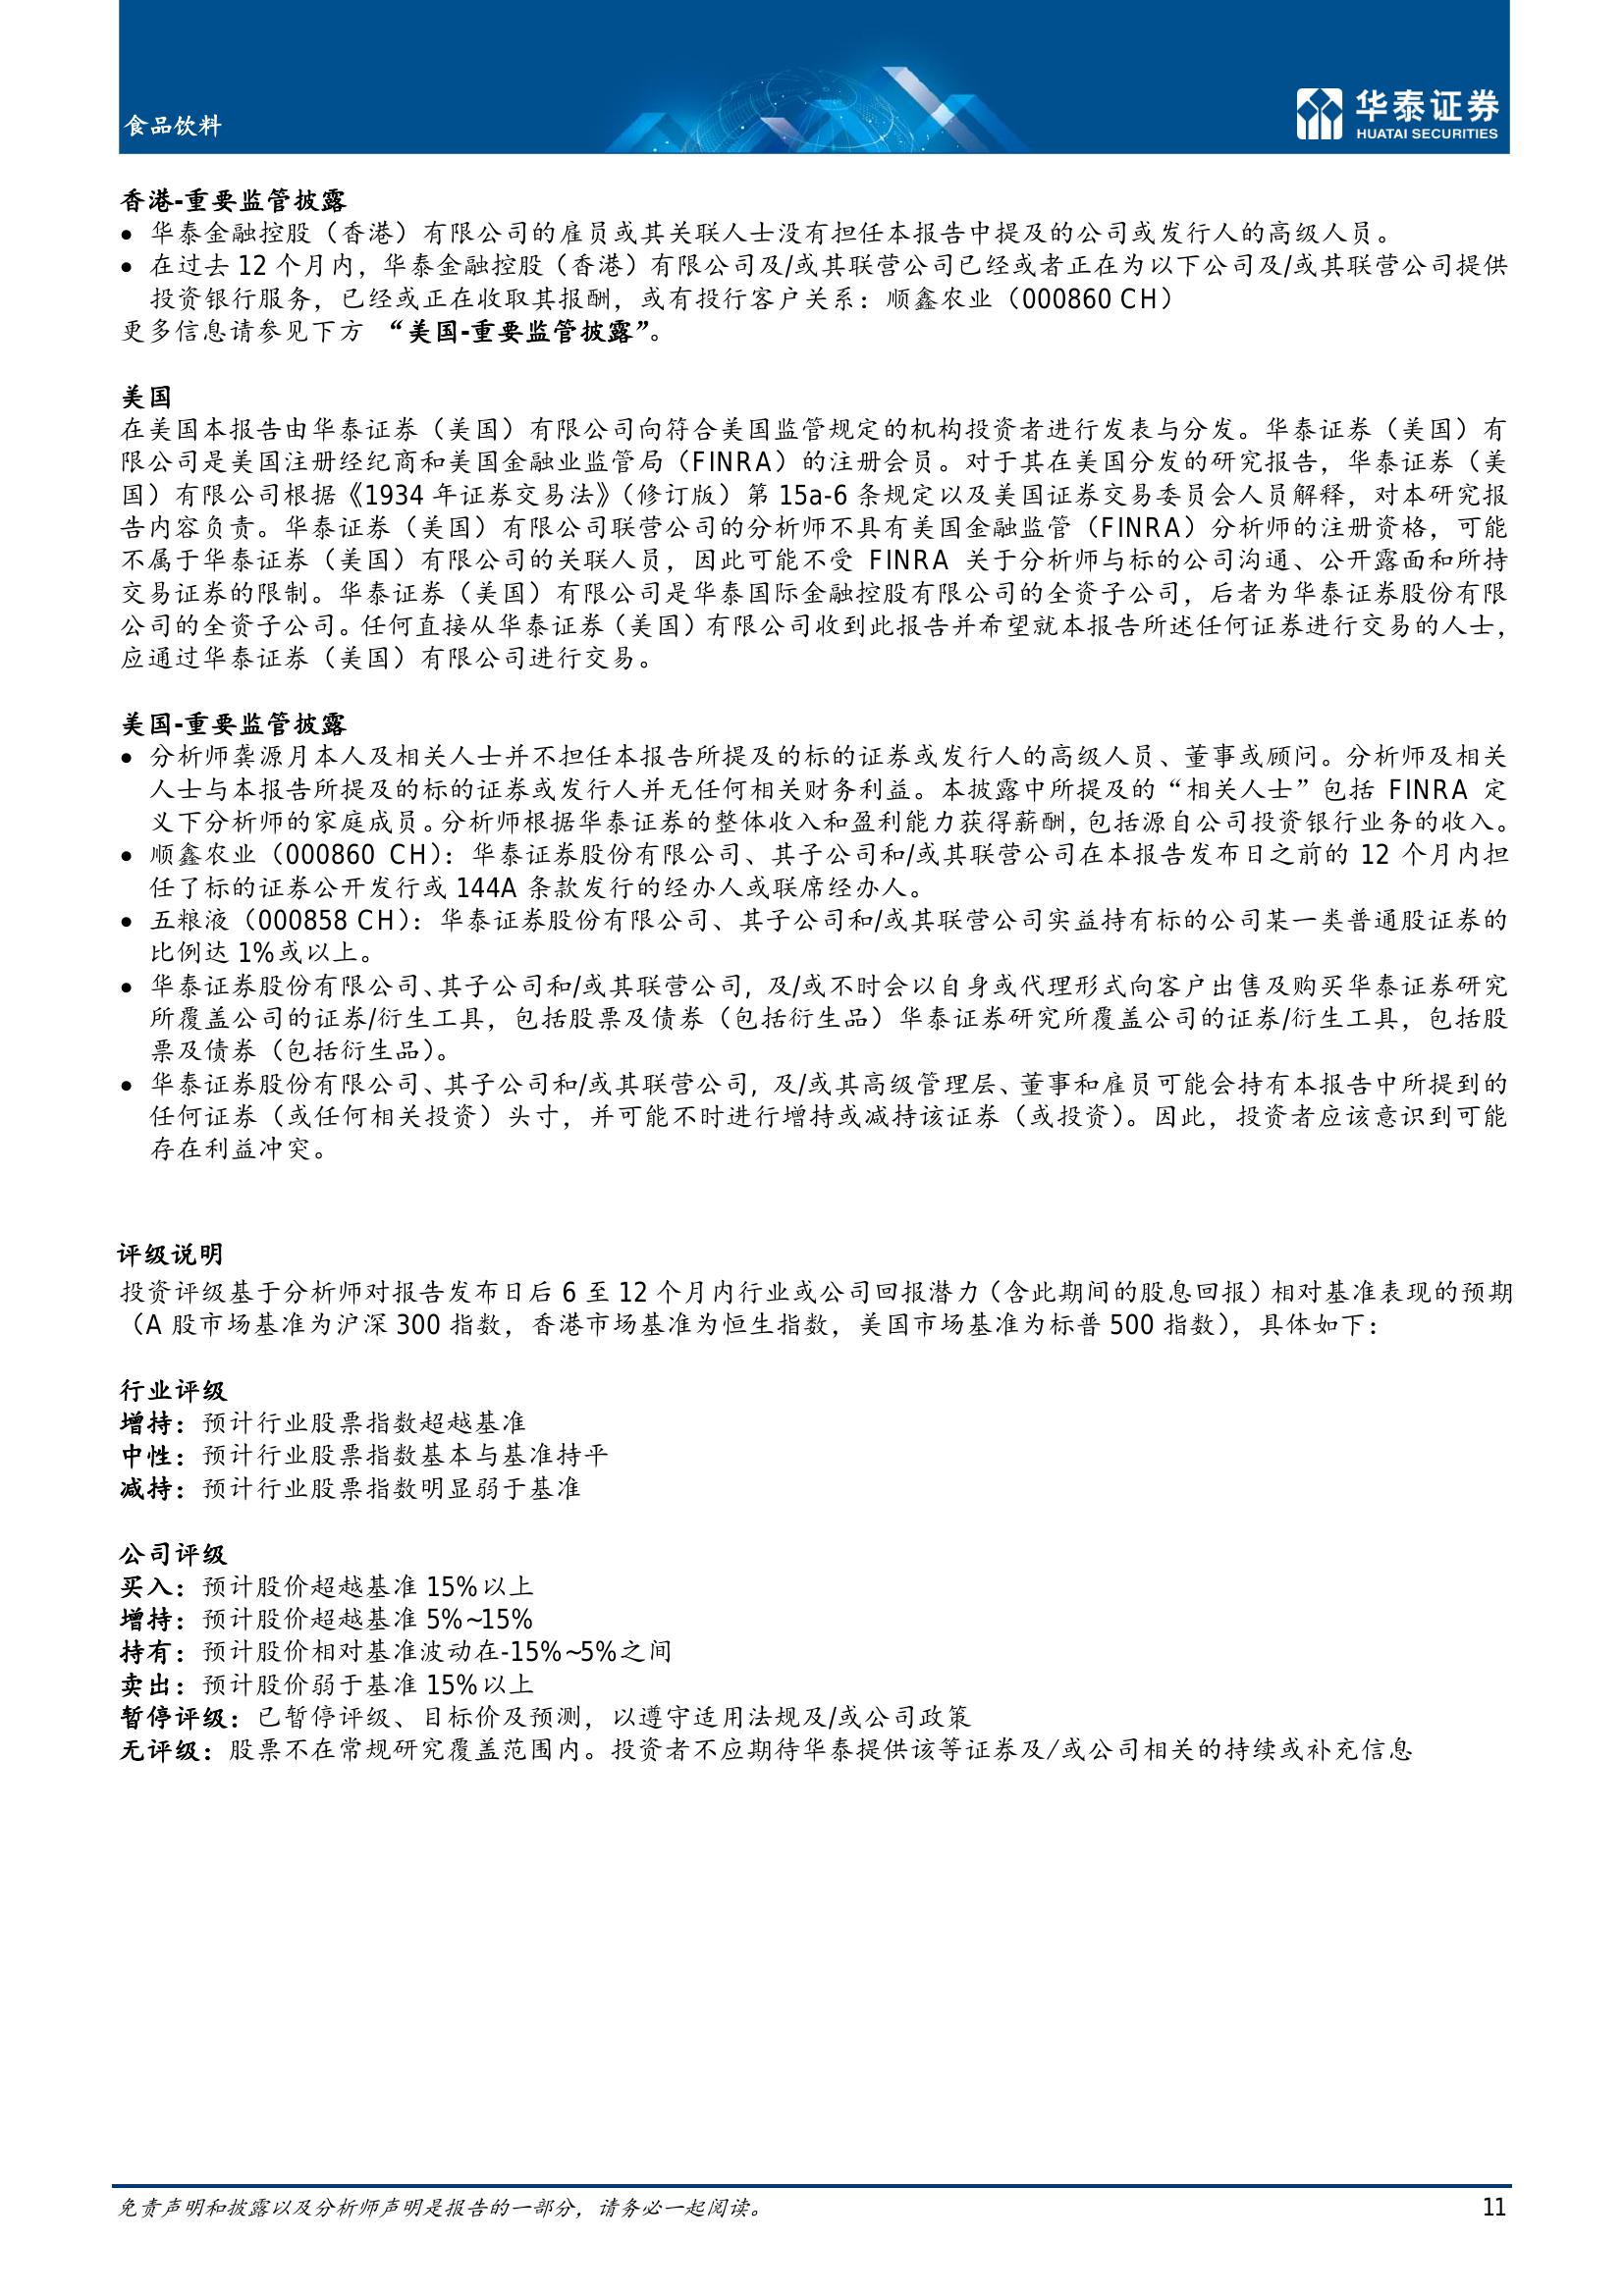 食品饮料
华泰证券
HUATAI SECURITIES
香港-重要监管披露
● 华泰金融控股（香港）有限公司的雇员或其关联人士没有担任本报告中提及的公司或发行人的高级人员。
● 在过去 12 个月内，华泰金融控股（香港）有限公司及/或其联营公司已经或者正在为以下公司及/或其联营公司提供
投资银行服务，已经或正在收取其报酬，或有投行客户关系：顺鑫农业（000860 CH）
更多信息请参见下方 “美国-重要监管披露”。
美国
在美国本报告由华泰证券（美国）有限公司向符合美国监管规定的机构投资者进行发表与分发。华泰证券（美国）有
限公司是美国注册经纪商和美国金融业监管局（FINRA）的注册会员。对于其在美国分发的研究报告，华泰证券（美
国）有限公司根据《1934 年证券交易法》（修订版）第 15a-6 条规定以及美国证券交易委员会人员解释，对本研究报
告内容负责。华泰证券（美国）有限公司联营公司的分析师不具有美国金融监管（FINRA）分析师的注册资格，可能
不属于华泰证券（美国）有限公司的关联人员，因此可能不受 FINRA 关于分析师与标的公司沟通、公开露面和所持
交易证券的限制。华泰证券（美国）有限公司是华泰国际金融控股有限公司的全资子公司，后者为华泰证券股份有限
公司的全资子公司。任何直接从华泰证券（美国）有限公司收到此报告并希望就本报告所述任何证券进行交易的人士，
应通过华泰证券（美国）有限公司进行交易。
美国-重要监管披露
● 分析师龚源月本人及相关人士并不担任本报告所提及的标的证券或发行人的高级人员、董事或顾问。分析师及相关
人士与本报告所提及的标的证券或发行人并无任何相关财务利益。本披露中所提及的“相关人士”包括 FINRA 定
义下分析师的家庭成员。分析师根据华泰证券的整体收入和盈利能力获得薪酬，包括源自公司投资银行业务的收入。
● 顺鑫农业（000860 CH）：华泰证券股份有限公司、其子公司和/或其联营公司在本报告发布日之前的 12 个月内担
任了标的证券公开发行或 144A 条款发行的经办人或联席经办人。
● 五粮液（000858 CH）：华泰证券股份有限公司、其子公司和/或其联营公司实益持有标的公司某一类普通股证券的
比例达 1%或以上。
● 华泰证券股份有限公司、其子公司和/或其联营公司，及/或不时会以自身或代理形式向客户出售及购买华泰证券研究
所覆盖公司的证券/衍生工具，包括股票及债券（包括衍生品）华泰证券研究所覆盖公司的证券/衍生工具，包括股
票及债券（包括衍生品）。
● 华泰证券股份有限公司、其子公司和/或其联营公司，及/或其高级管理层、董事和雇员可能会持有本报告中所提到的
任何证券（或任何相关投资）头寸，并可能不时进行增持或减持该证券（或投资）。因此，投资者应该意识到可能
存在利益冲突。
评级说明
投资评级基于分析师对报告发布日后 6 至 12 个月内行业或公司回报潜力（含此期间的股息回报）相对基准表现的预期
（A 股市场基准为沪深 300 指数，香港市场基准为恒生指数，美国市场基准为标普 500 指数），具体如下：
行业评级
增持：预计行业股票指数超越基准
中性：预计行业股票指数基本与基准持平
减持：预计行业股票指数明显弱于基准
公司评级
买入：预计股价超越基准 15%以上
增持：预计股价超越基准 5%~15%
持有：预计股价相对基准波动在-15%~5%之间
卖出：预计股价弱于基准 15%以上
暂停评级：已暂停评级、目标价及预测，以遵守适用法规及/或公司政策
无评级：股票不在常规研究覆盖范围内。投资者不应期待华泰提供该等证券及/或公司相关的持续或补充信息
免责声明和披露以及分析师声明是报告的一部分，请务必一起阅读。
11